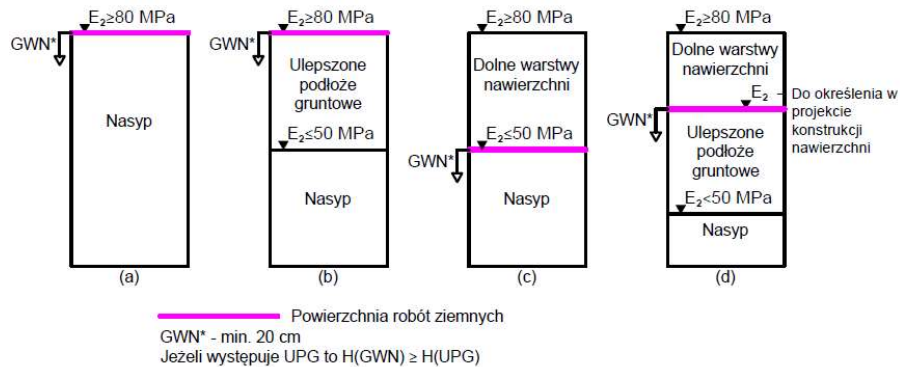 E₂≥80 MPa
GWN*
Nasyp
(a)
E₂≥80 MPa
GWN*
Ulepszone
podłoże
gruntowe
E₂≤50 MPa
Nasyp
(b)
E₂≥80 MPa
Dolne warstwy
nawierzchni
E₂≤50 MPa
GWN*
Nasyp
(c)
E₂≥80 MPa
Dolne warstwy
nawierzchni
E₂ - Do określenia w
projekcie
konstrukcji
nawierzchni
GWN*
Ulepszone
podłoże
gruntowe
E₂<50 MPa
Nasyp
(d)
Powierzchnia robót ziemnych
GWN* - min. 20 cm
Jeżeli występuje UPG to H(GWN) ≥ H(UPG)